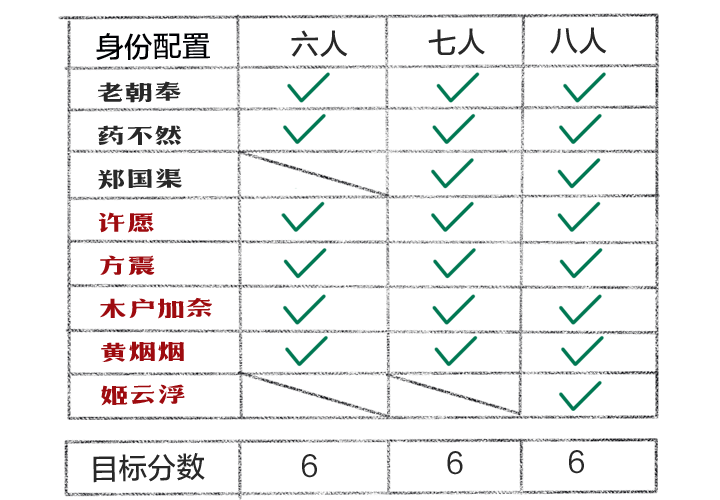 身份配置 六人 七人 八人
老朝奉 ✓ ✓ ✓
药不然 ✓ ✓ ✓
郑国渠 ✓ ✓
许愿 ✓ ✓ ✓
方震 ✓ ✓ ✓
木户加奈 ✓ ✓ ✓
黄烟烟 ✓ ✓ ✓
姬云浮 ✓
目标分数 6 6 6